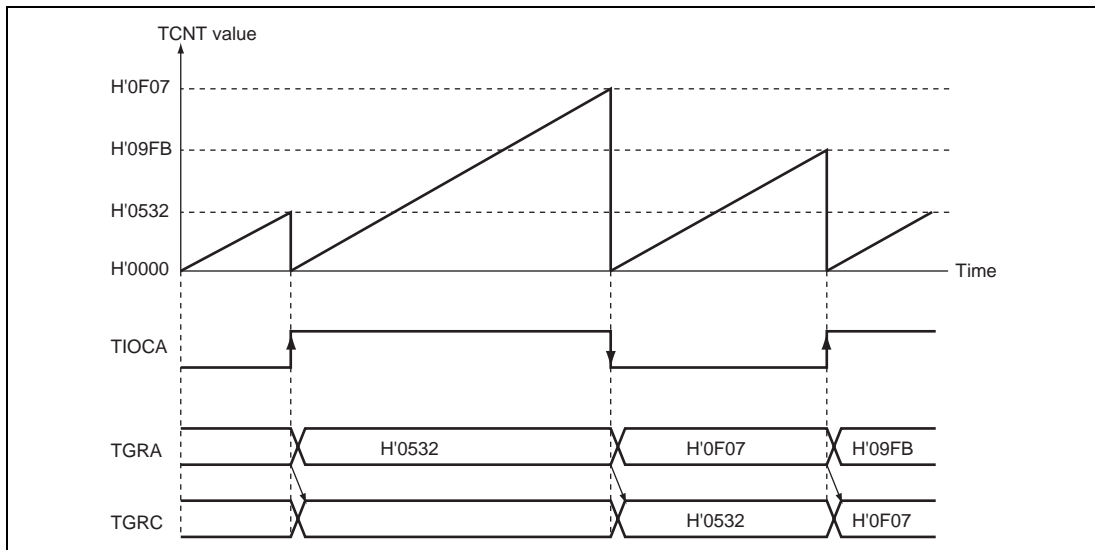 TCNT value
H'0F07
H'09FB
H'0532
H'0000
Time
TIOCA
TGRA
H'0532
H'0F07
H'09FB
TGRC
H'0532
H'0F07